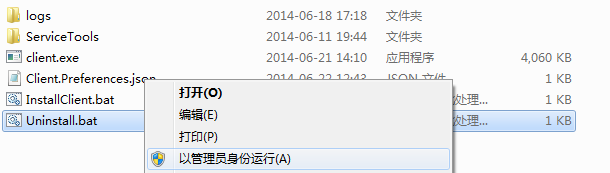 logs 2014-06-18 17:18 文件夹
ServiceTools 2014-06-11 19:44 文件夹
client.exe 2014-06-21 14:10 应用程序 4,060 KB
Client.Preferences.json 2014-06-22 12:43 JSON 文件 1 KB
打开(O)
InstallClient.bat 处理... 1 KB
编辑(E)
Uninstall.bat 处理... 1 KB
打印(P)
以管理员身份运行(A)